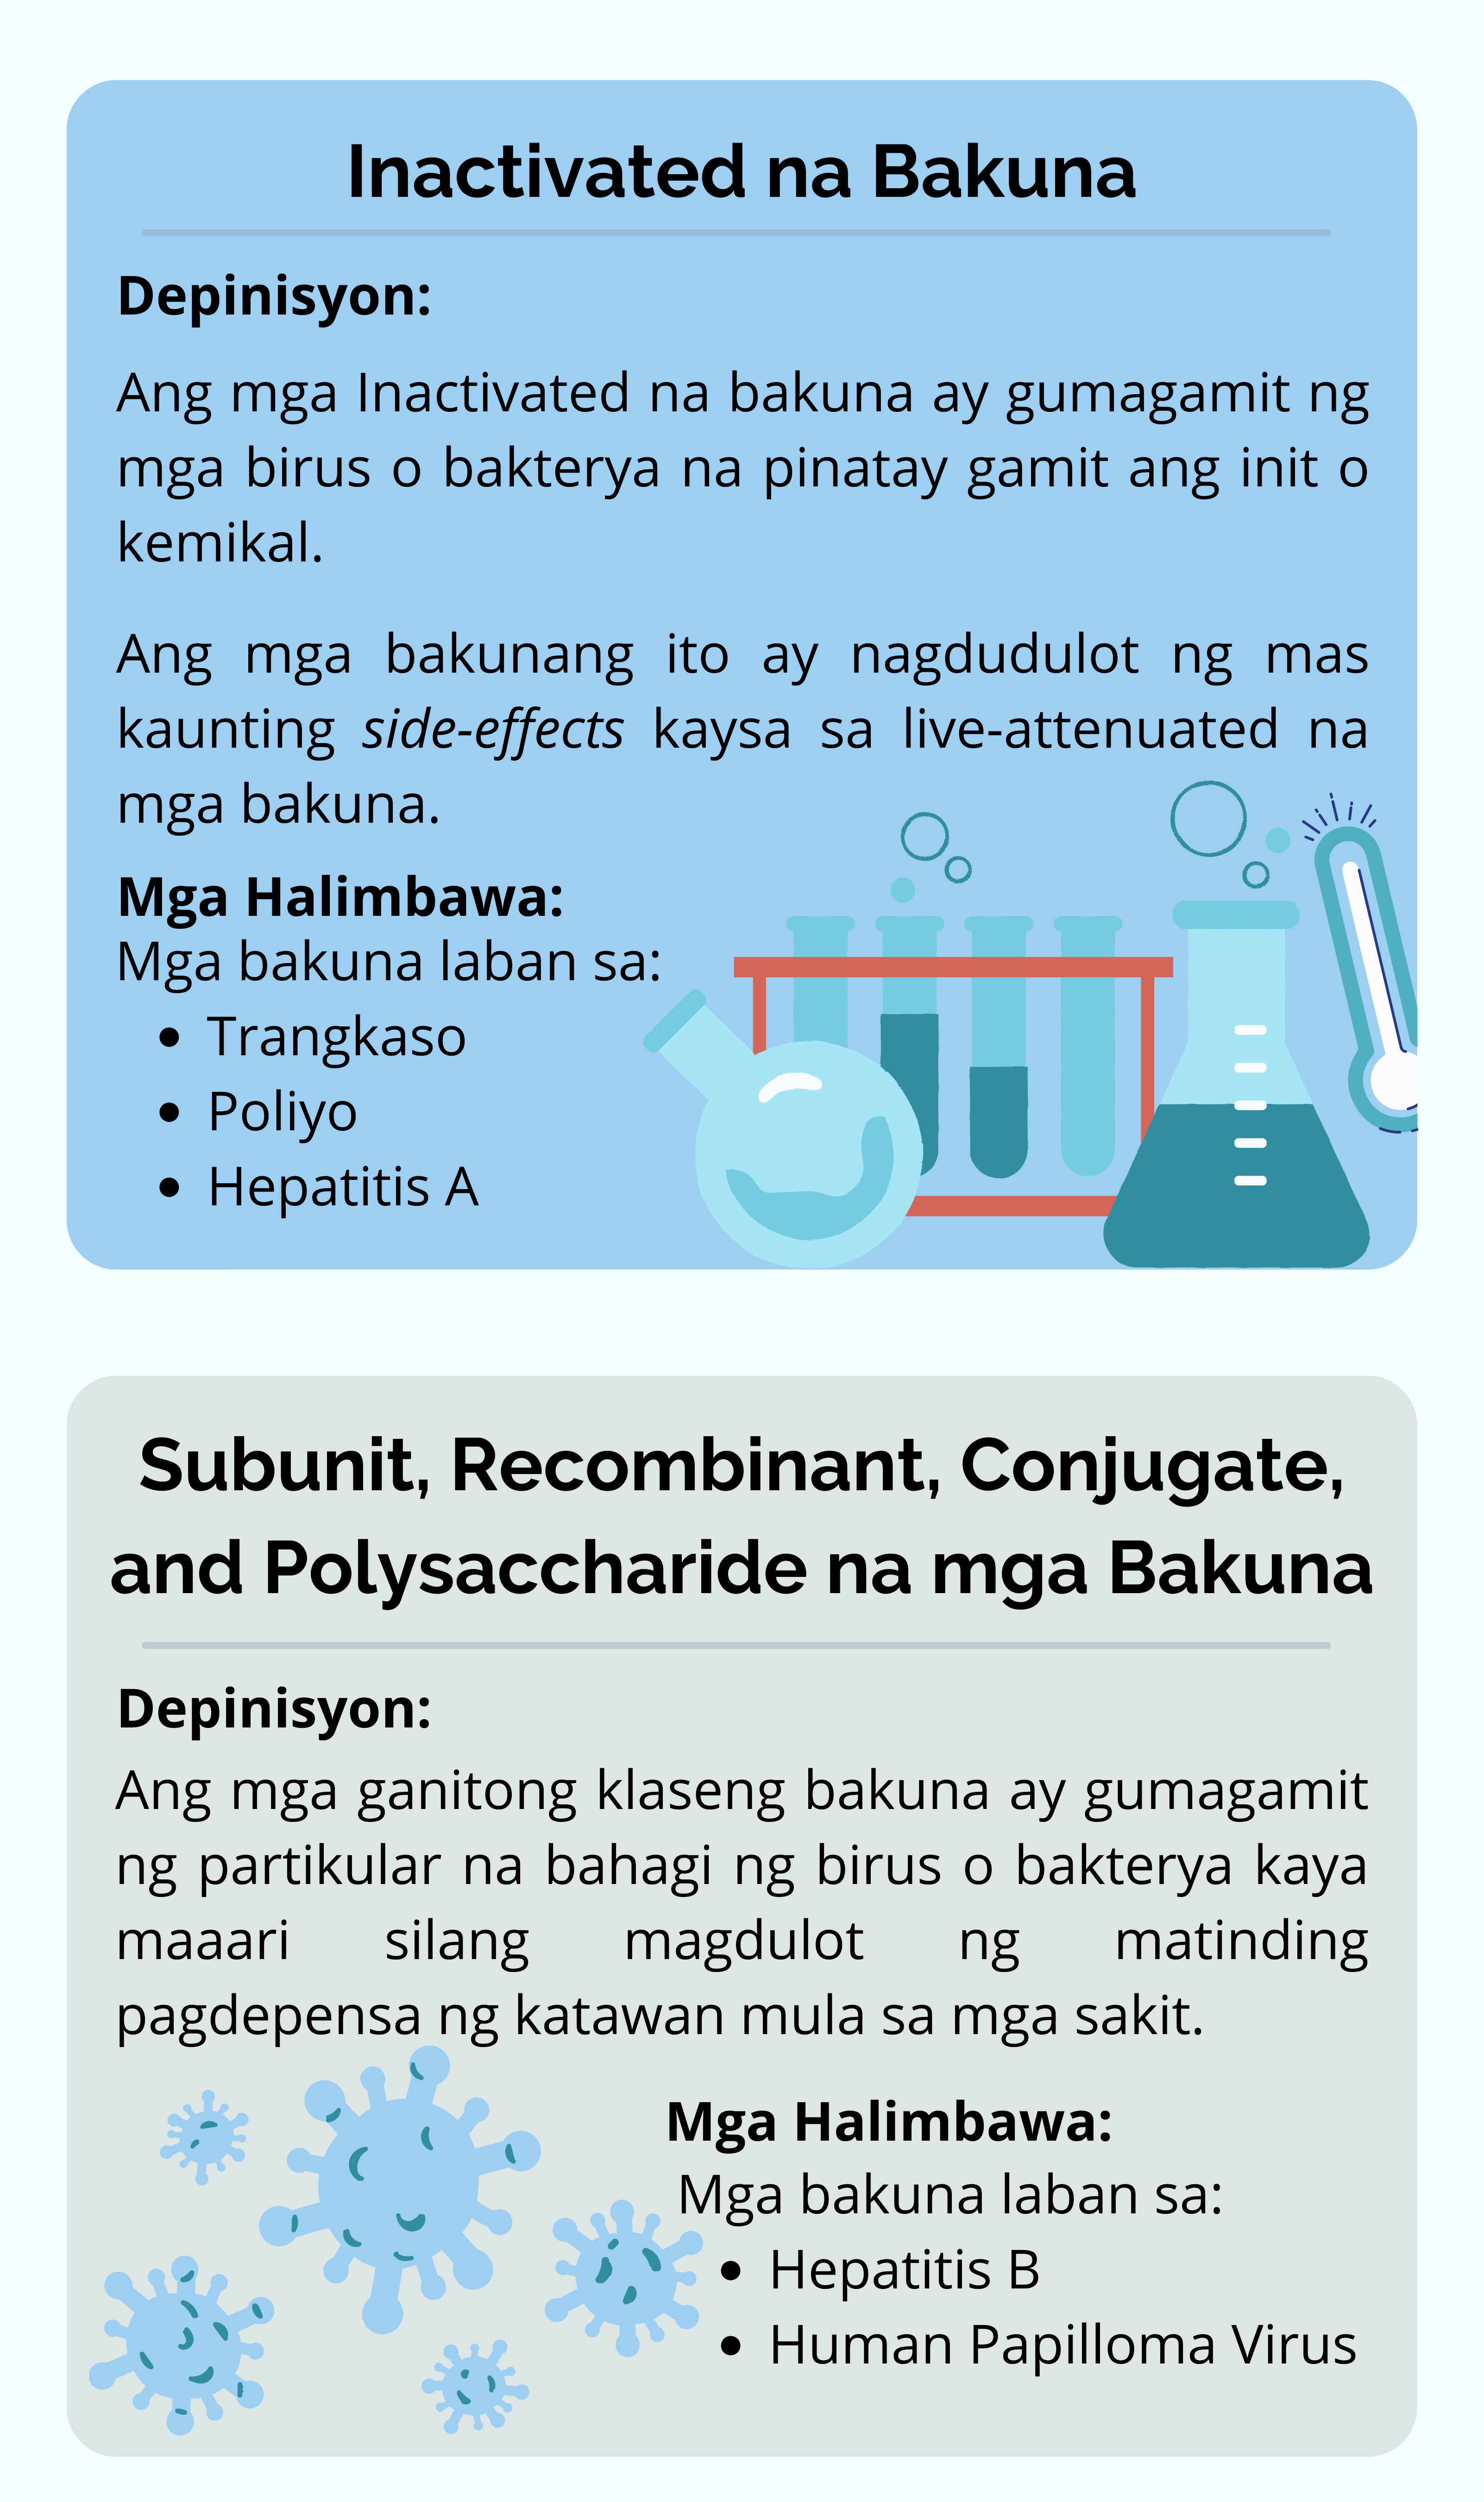 Inactivated na Bakuna
Depinisyon:
Ang mga Inactivated na bakuna ay gumagamit ng
mga birus o bakterya na pinatay gamit ang init o
kemikal.
Ang mga bakunang ito ay nagdudulot ng mas
kaunting side-effects kaysa sa live-attenuated na
mga bakuna.
Mga Halimbawa:
Mga bakuna laban sa:
• Trangkaso
• Poliyo
• Hepatitis A
Subunit, Recombinant, Conjugate,
and Polysaccharide na mga Bakuna
Depinisyon:
Ang mga ganitong klaseng bakuna ay gumagamit
ng partikular na bahagi ng birus o bakterya kaya
maaari silang magdulot ng matinding
pagdepensa ng katawan mula sa mga sakit.
Mga Halimbawa:
Mga bakuna laban sa:
• Hepatitis B
• Human Papilloma Virus